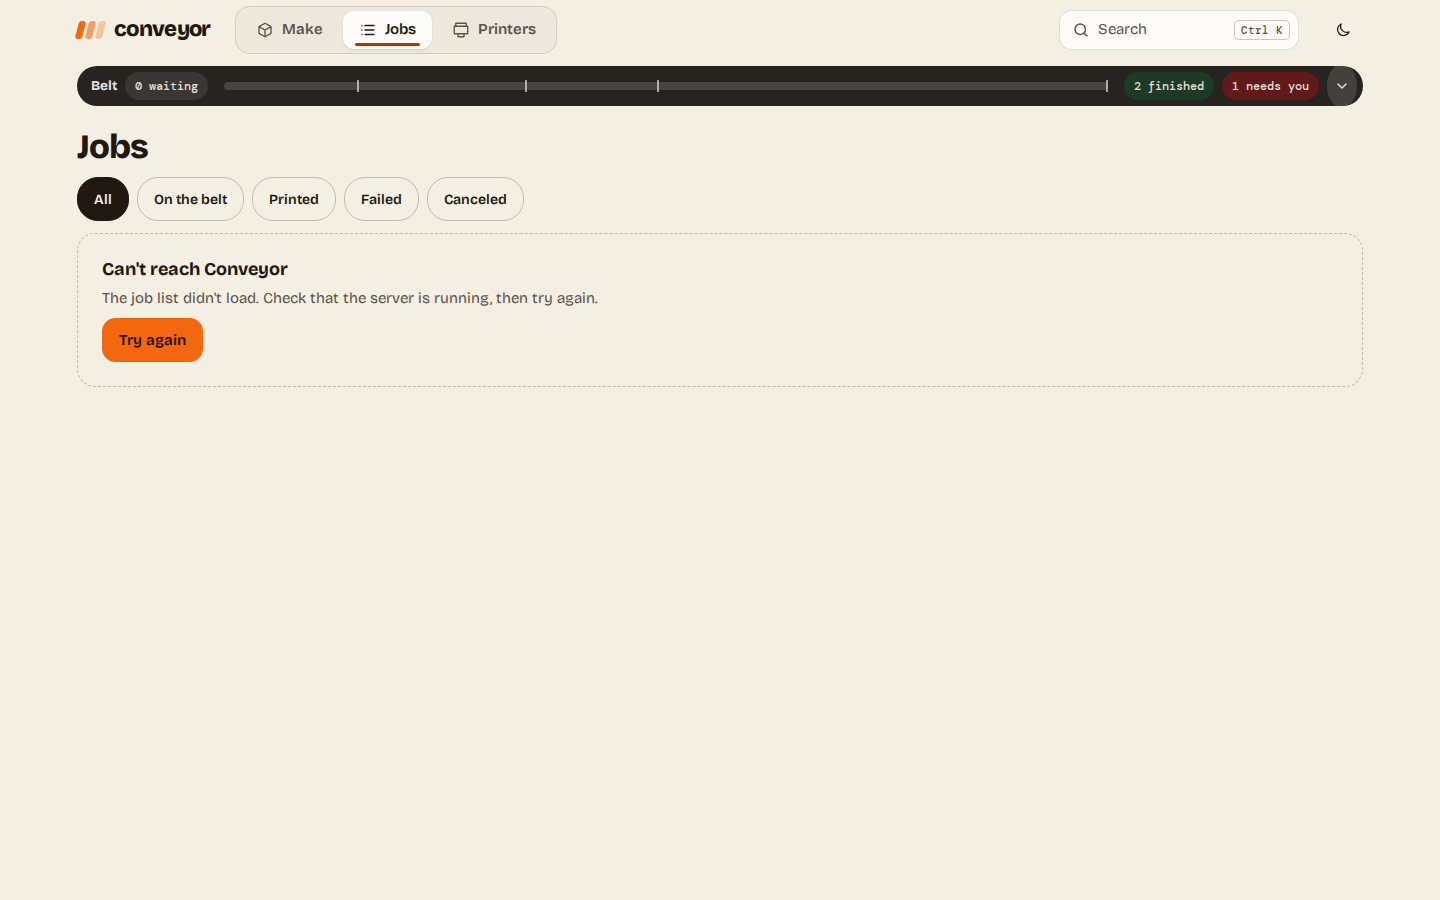 conveyor Make Jobs Printers Search Ctrl K
Belt 0 waiting 2 finished 1 needs you
Jobs
All On the belt Printed Failed Canceled
Can't reach Conveyor
The job list didn't load. Check that the server is running, then try again.
Try again